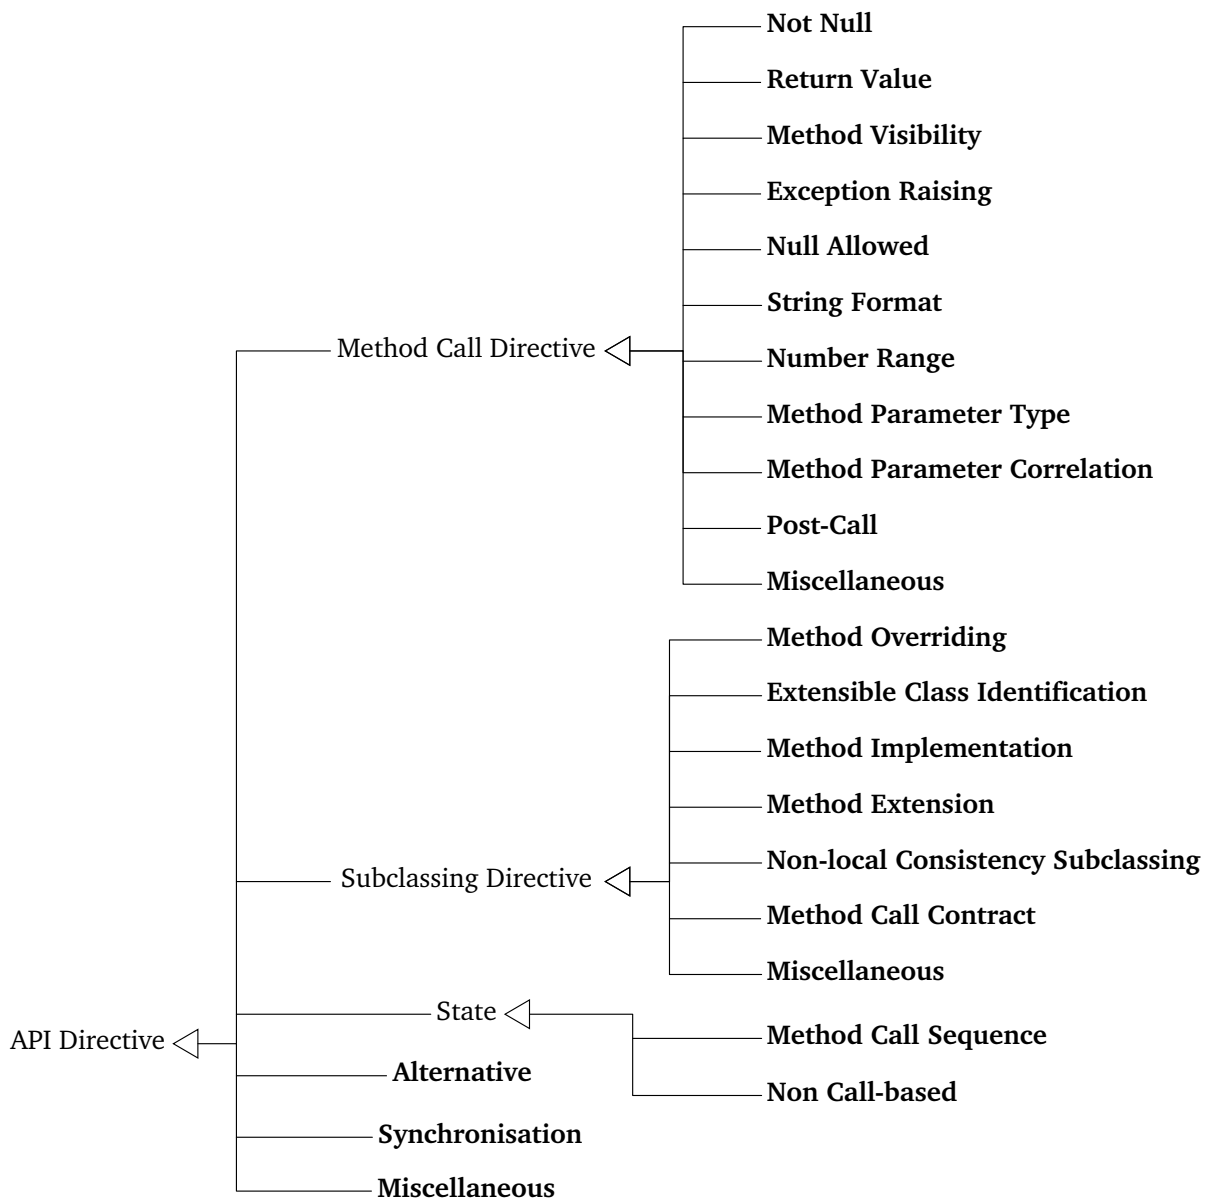 Not Null
Return Value
Method Visibility
Exception Raising
Null Allowed
String Format
Method Call Directive
Number Range
Method Parameter Type
Method Parameter Correlation
Post-Call
Miscellaneous
Method Overriding
Extensible Class Identification
Method Implementation
Method Extension
Non-local Consistency Subclassing
Subclassing Directive
Method Call Contract
Miscellaneous
State
Method Call Sequence
API Directive
Alternative
Non Call-based
Synchronisation
Miscellaneous